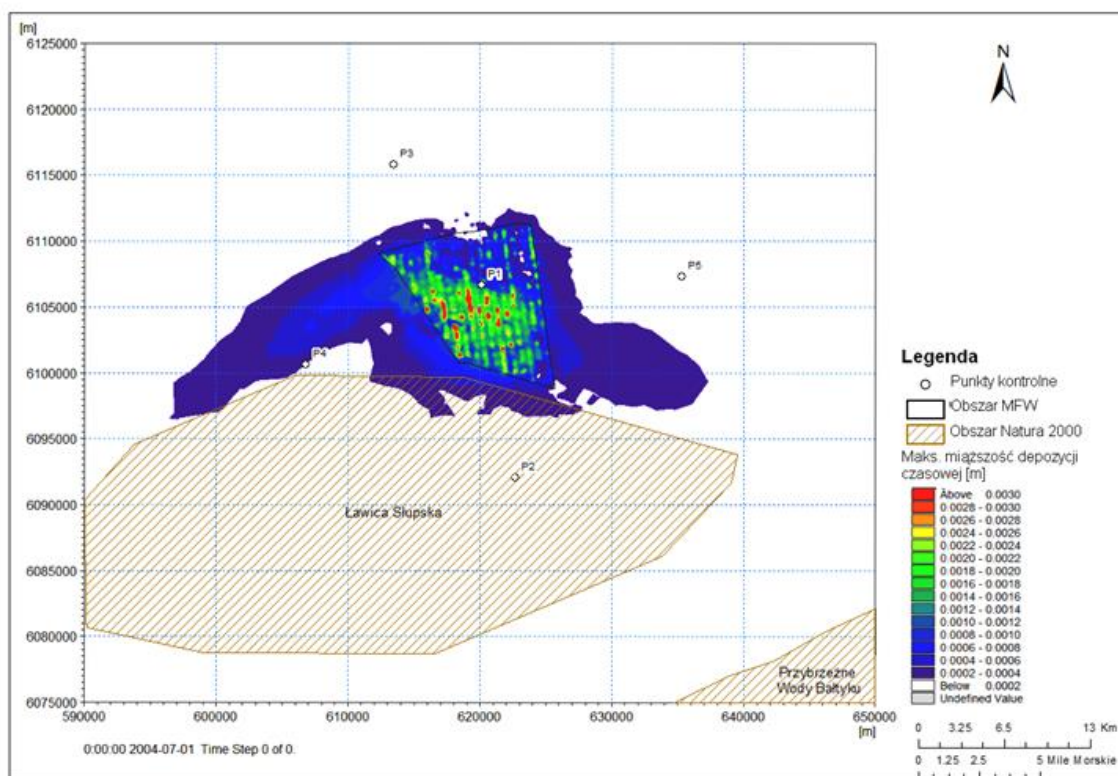 [m]
6125000
6120000
6115000
6110000
6105000
6100000
6095000
6090000
6085000
6080000
6075000
590000
600000
610000
620000
630000
640000
650000
[m]
P3
P5
P1
P4
P2
Ławica Słupska
Przybrzeżne
Wody Bałtyku
0:00:00 2004-07-01 Time Step 0 of 0.
N
Legenda
Punkty kontrolne
Obszar MFW
Obszar Natura 2000
Maks. miąższość depozycji
czasowej [m]
Above 0.0030
0.0028 - 0.0030
0.0026 - 0.0028
0.0024 - 0.0026
0.0022 - 0.0024
0.0020 - 0.0022
0.0018 - 0.0020
0.0016 - 0.0018
0.0014 - 0.0016
0.0012 - 0.0014
0.0010 - 0.0012
0.0008 - 0.0010
0.0006 - 0.0008
0.0004 - 0.0006
0.0002 - 0.0004
Below 0.0002
Undefined Value
0 3.25 6.5 13 Km
0 1.25 2.5 5 Mile Morskie